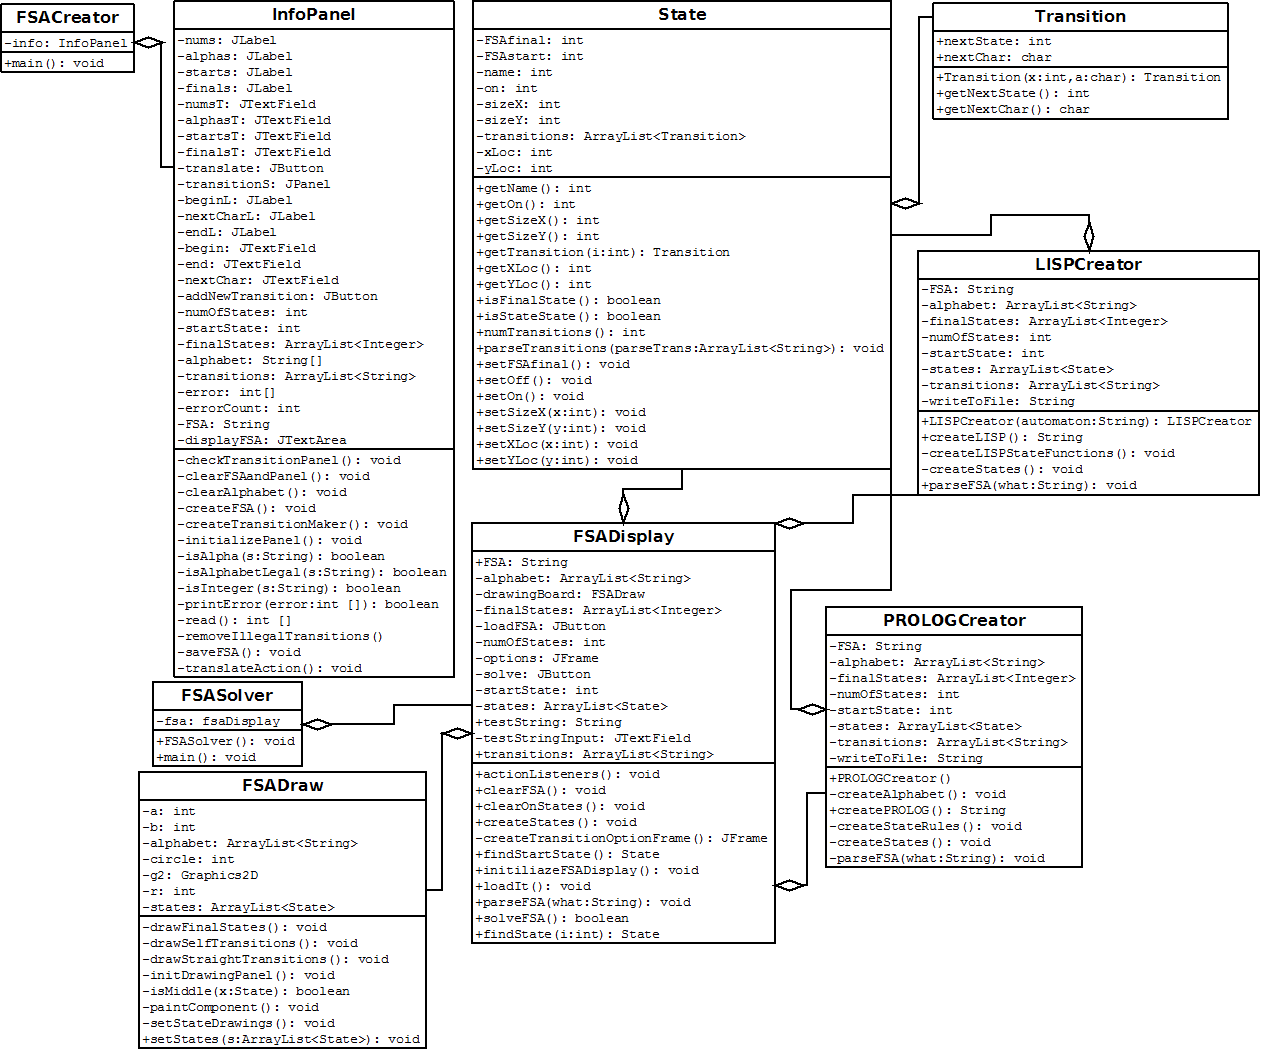 FSACreator
-info: InfoPanel
+main(): void
InfoPanel
-nums: JLabel
-alphas: JLabel
-starts: JLabel
-finals: JLabel
-numsT: JTextField
-alphasT: JTextField
-startsT: JTextField
-finalsT: JTextField
-translate: JButton
-transitionS: JPanel
-beginL: JLabel
-nextCharL: JLabel
-endL: JLabel
-begin: JTextField
-end: JTextField
-nextChar: JTextField
-addNewTransition: JButton
-numOfStates: int
-startState: int
-finalStates: ArrayList<Integer>
-alphabet: String[]
-transitions: ArrayList<String>
-error: int[]
-errorCount: int
-FSA: String
-displayFSA: JTextArea
-checkTransitionPanel(): void
-clearFSAandPanel(): void
-clearAlphabet(): void
-createFSA(): void
-createTransitionMaker(): void
-initializePanel(): void
-isAlpha(s:String): boolean
-isAlphabetLegal(s:String): boolean
-isInteger(s:String): boolean
-printError(error:int []): boolean
-read(): int []
-removeIllegalTransitions()
-saveFSA(): void
-translateAction(): void
State
-FSAfinal: int
-FSAstart: int
-name: int
-on: int
-sizeX: int
-sizeY: int
-transitions: ArrayList<Transition>
-xLoc: int
-yLoc: int
+getName(): int
+getOn(): int
+getSizeX(): int
+getSizeY(): int
+getTransition(i:int): Transition
+getXLoc(): int
+getYLoc(): int
+isFinalState(): boolean
+isStateState(): boolean
+numTransitions(): int
+parseTransitions(parseTrans:ArrayList<String>): void
+setFSAfinal(): void
+setOff(): void
+setOn(): void
+setSizeX(x:int): void
+setSizeY(y:int): void
+setXLoc(x:int): void
+setYLoc(y:int): void
Transition
+nextState: int
+nextChar: char
+Transition(x:int,a:char): Transition
+getNextState(): int
+getNextChar(): char
LISPCreator
-FSA: String
-alphabet: ArrayList<String>
-finalStates: ArrayList<Integer>
-numOfStates: int
-startState: int
-states: ArrayList<State>
-transitions: ArrayList<String>
-writeToFile: String
+LISPCreator(automaton:String): LISPCreator
+createLISP(): String
-createLISPStateFunctions(): void
-createStates(): void
+parseFSA(what:String): void
FSADisplay
+FSA: String
-alphabet: ArrayList<String>
-drawingBoard: FSADraw
-finalStates: ArrayList<Integer>
-loadFSA: JButton
-numOfStates: int
-options: JFrame
-solve: JButton
-startState: int
-states: ArrayList<State>
+testString: String
-testStringInput: JTextField
+transitions: ArrayList<String>
+actionListeners(): void
+clearFSA(): void
+clearOnStates(): void
+createStates(): void
-createTransitionOptionFrame(): JFrame
+findStartState(): State
+initiliazeFSADisplay(): void
+loadIt(): void
+parseFSA(what:String): void
+solveFSA(): boolean
+findState(i:int): State
PROLOGCreator
-FSA: String
-alphabet: ArrayList<String>
-finalStates: ArrayList<Integer>
-numOfStates: int
-startState: int
-states: ArrayList<State>
-transitions: ArrayList<String>
-writeToFile: String
+PROLOGCreator()
-createAlphabet(): void
+createPROLOG(): String
-createStateRules(): void
-createStates(): void
-parseFSA(what:String): void
FSASolver
-fsa: fsaDisplay
+FSASolver(): void
+main(): void
FSADraw
-a: int
-b: int
-alphabet: ArrayList<String>
-circle: int
-g2: Graphics2D
-r: int
-states: ArrayList<State>
-drawFinalStates(): void
-drawSelfTransitions(): void
-drawStraightTransitions(): void
-initDrawingPanel(): void
-isMiddle(x:State): boolean
-paintComponent(): void
-setStateDrawings(): void
+setStates(s:ArrayList<State>): void